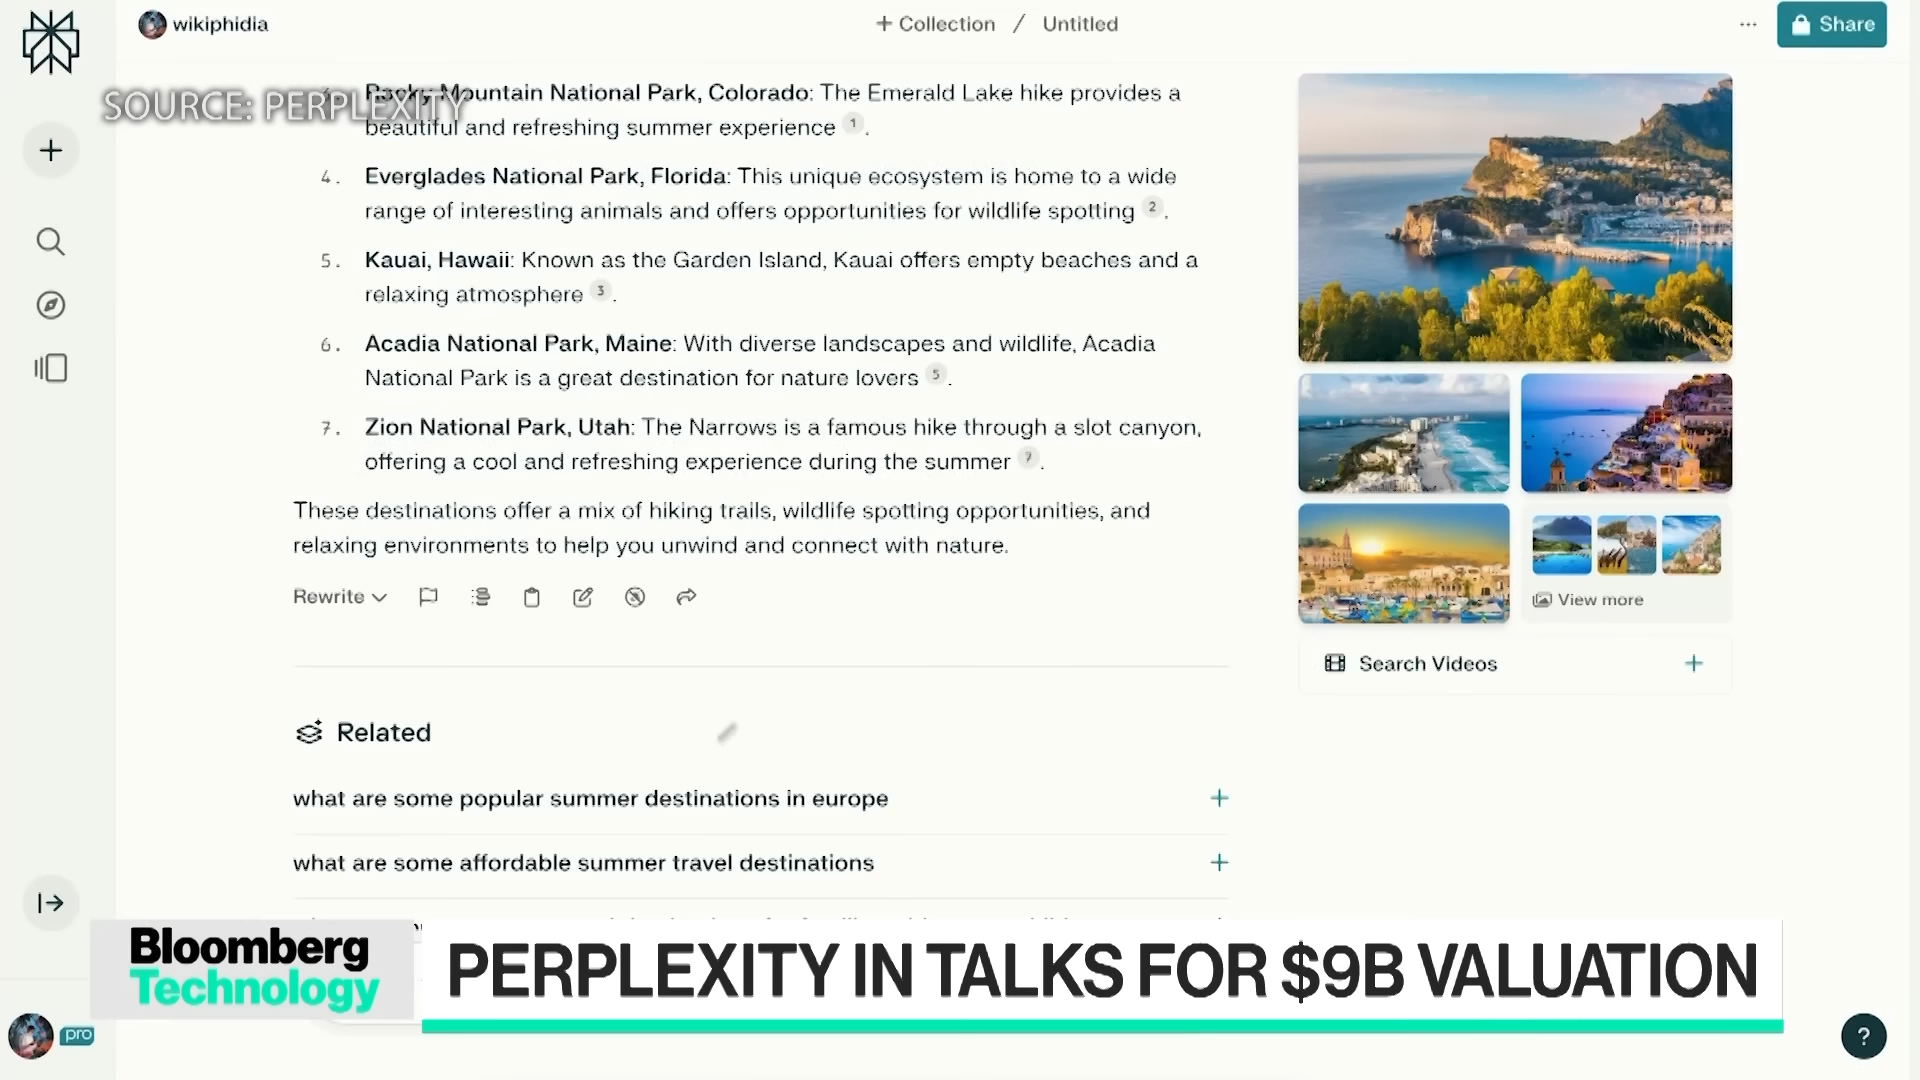 wikiphidia
+ Collection / Untitled
Share
SOURCE: PERPLEXITY
Rocky Mountain National Park, Colorado: The Emerald Lake hike provides a
beautiful and refreshing summer experience 1 .
4. Everglades National Park, Florida: This unique ecosystem is home to a wide
range of interesting animals and offers opportunities for wildlife spotting 2 .
5. Kauai, Hawaii: Known as the Garden Island, Kauai offers empty beaches and a
relaxing atmosphere 3 .
6. Acadia National Park, Maine: With diverse landscapes and wildlife, Acadia
National Park is a great destination for nature lovers 5 .
7. Zion National Park, Utah: The Narrows is a famous hike through a slot canyon,
offering a cool and refreshing experience during the summer 7 .
These destinations offer a mix of hiking trails, wildlife spotting opportunities, and
relaxing environments to help you unwind and connect with nature.
Rewrite
View more
Search Videos
Related
what are some popular summer destinations in europe
what are some affordable summer travel destinations
Bloomberg
Technology
PERPLEXITY IN TALKS FOR $9B VALUATION
pro
?